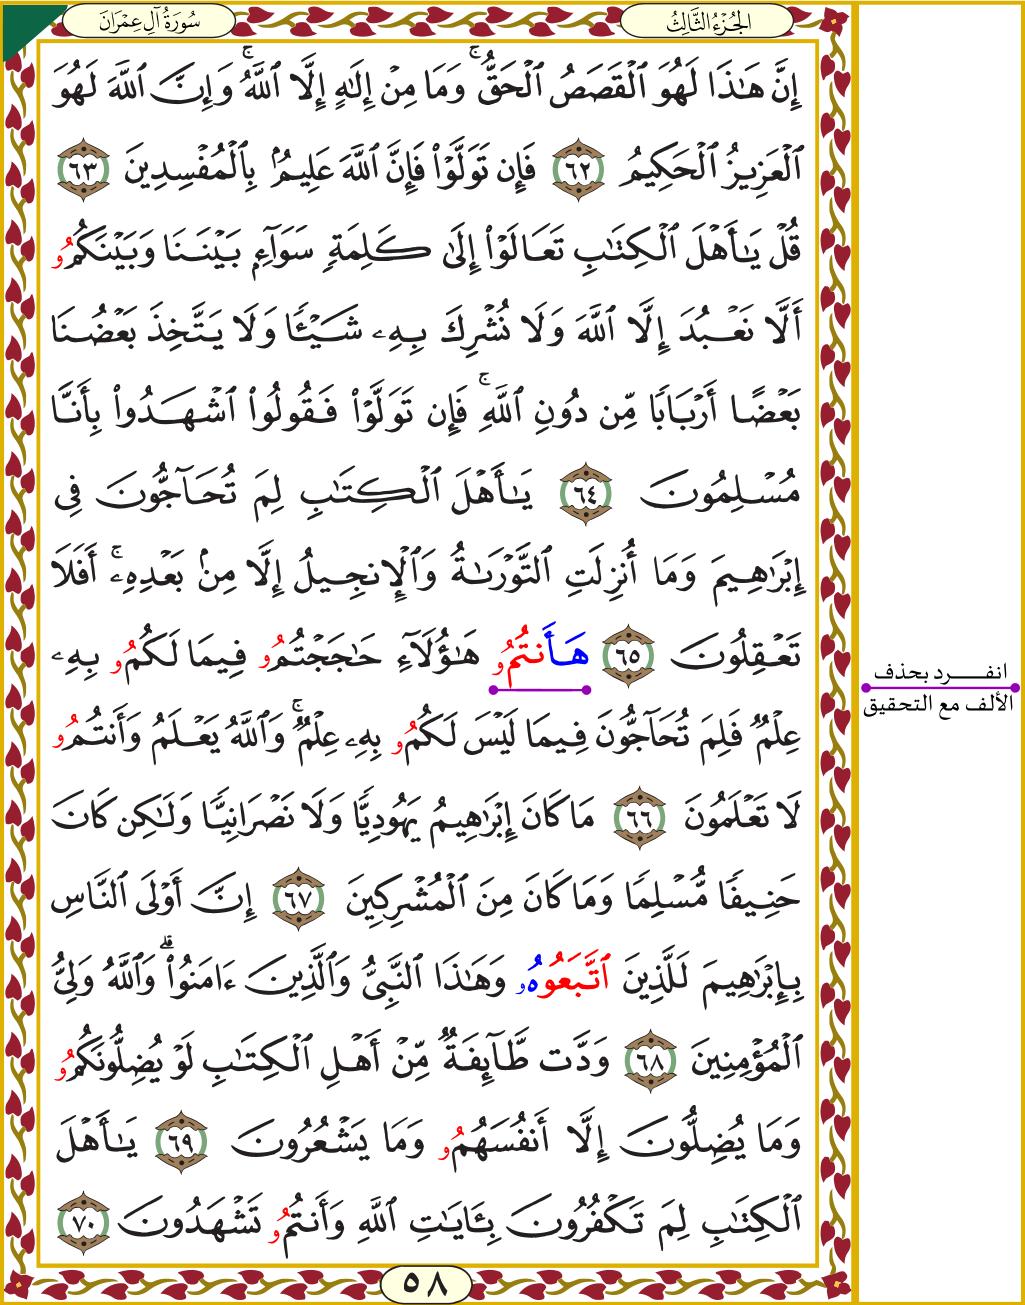 سُورَةُ آلِ عِمْرَانَ
الجُزْءُ الثَّالِثُ
إِنَّ هَٰذَا لَهُوَ ٱلْقَصَصُ ٱلْحَقُّ ۚ وَمَا مِنْ إِلَٰهٍ إِلَّا ٱللَّهُ ۚ وَإِنَّ ٱللَّهَ لَهُوَ
ٱلْعَزِيزُ ٱلْحَكِيمُ ٦٢ فَإِن تَوَلَّوْا۟ فَإِنَّ ٱللَّهَ عَلِيمٌۢ بِٱلْمُفْسِدِينَ ٦٣
قُلْ يَٰٓأَهْلَ ٱلْكِتَٰبِ تَعَالَوْا۟ إِلَىٰ كَلِمَةٍ سَوَآءٍۭ بَيْنَنَا وَبَيْنَكُمُۥ
أَلَّا نَعْبُدَ إِلَّا ٱللَّهَ وَلَا نُشْرِكَ بِهِۦ شَيْـًٔا وَلَا يَتَّخِذَ بَعْضُنَا
بَعْضًا أَرْبَابًا مِّن دُونِ ٱللَّهِ ۚ فَإِن تَوَلَّوْا۟ فَقُولُوا۟ ٱشْهَدُوا۟ بِأَنَّا
مُسْلِمُونَ ٦٤ يَٰٓأَهْلَ ٱلْكِتَٰبِ لِمَ تُحَآجُّونَ فِى
إِبْرَٰهِيمَ وَمَا أُنزِلَتِ ٱلتَّوْرَىٰةُ وَٱلْإِنجِيلُ إِلَّا مِنۢ بَعْدِهِۦ ۚ أَفَلَا
تَعْقِلُونَ ٦٥ هَأَنتُمُۥ هَٰؤُلَآءِ حَٰجَجْتُمُۥ فِيمَا لَكُمُۥ بِهِۦ
عِلْمٌ فَلِمَ تُحَآجُّونَ فِيمَا لَيْسَ لَكُمُۥ بِهِۦ عِلْمٌ ۚ وَٱللَّهُ يَعْلَمُ وَأَنتُمُۥ
لَا تَعْلَمُونَ ٦٦ مَا كَانَ إِبْرَٰهِيمُ يَهُودِيًّا وَلَا نَصْرَانِيًّا وَلَٰكِن كَانَ
حَنِيفًا مُّسْلِمًا وَمَا كَانَ مِنَ ٱلْمُشْرِكِينَ ٦٧ إِنَّ أَوْلَى ٱلنَّاسِ
بِإِبْرَٰهِيمَ لَلَّذِينَ ٱتَّبَعُوهُۥ وَهَٰذَا ٱلنَّبِىُّ وَٱلَّذِينَ ءَامَنُوا۟ ۗ وَٱللَّهُ وَلِىُّ
ٱلْمُؤْمِنِينَ ٦٨ وَدَّت طَّآئِفَةٌ مِّنْ أَهْلِ ٱلْكِتَٰبِ لَوْ يُضِلُّونَكُمُۥ
وَمَا يُضِلُّونَ إِلَّا أَنفُسَهُمُۥ وَمَا يَشْعُرُونَ ٦٩ يَٰٓأَهْلَ
ٱلْكِتَٰبِ لِمَ تَكْفُرُونَ بِـَٔايَٰتِ ٱللَّهِ وَأَنتُمُۥ تَشْهَدُونَ ٧٠
انفرد بحذف
الألف مع التحقيق
٥٨